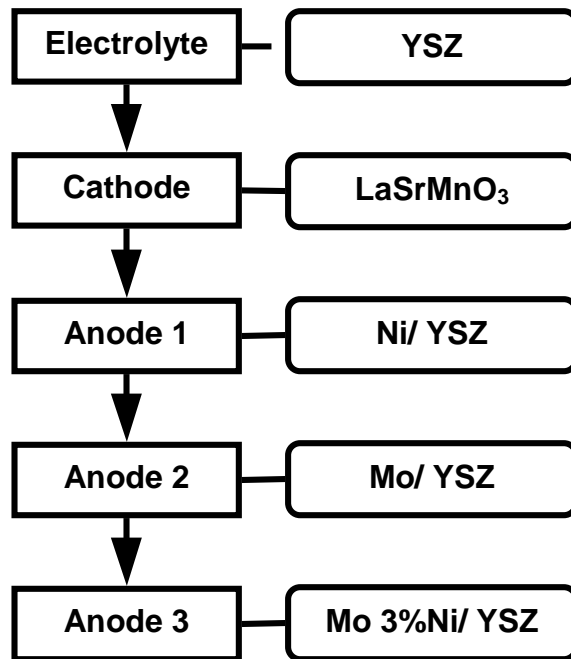 Electrolyte
YSZ
Cathode
LaSrMnO₃
Anode 1
Ni/ YSZ
Anode 2
Mo/ YSZ
Anode 3
Mo 3%Ni/ YSZ